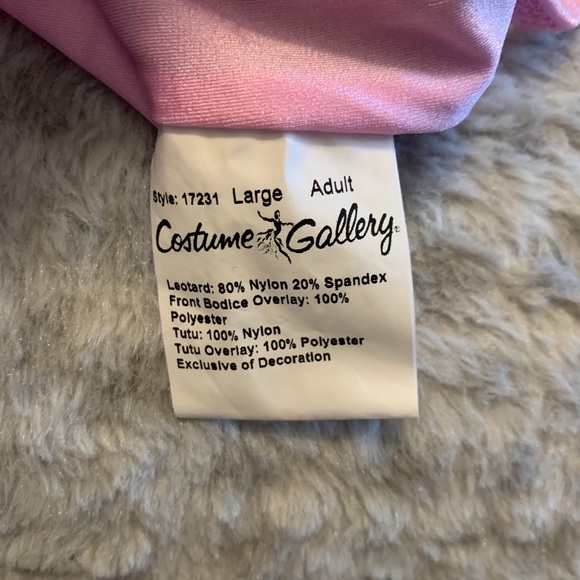 Style: 17231 Large Adult
Costume Gallery
Leotard: 80% Nylon 20% Spandex
Front Bodice Overlay: 100%
Polyester
Tutu: 100% Nylon
Tutu Overlay: 100% Polyester
Exclusive of Decoration